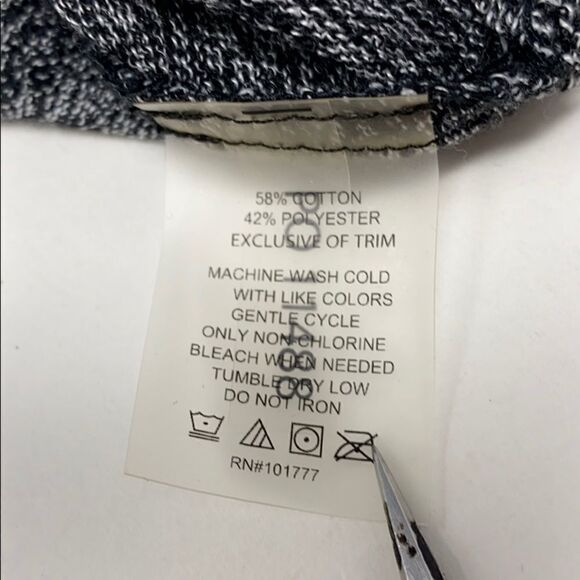 58% COTTON
42% POLYESTER
EXCLUSIVE OF TRIM
MACHINE WASH COLD
WITH LIKE COLORS
GENTLE CYCLE
ONLY NON-CHLORINE
BLEACH WHEN NEEDED
TUMBLE DRY LOW
DO NOT IRON
RN#101777